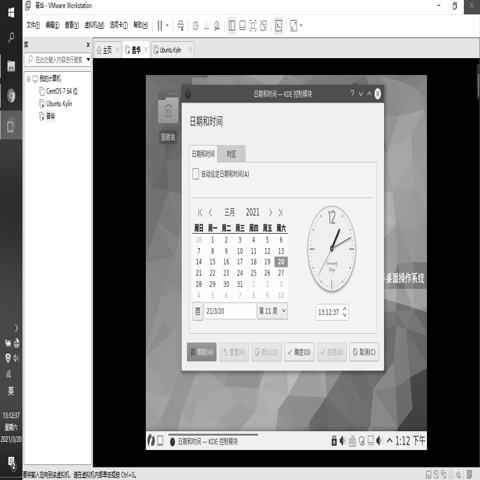 普华 - VMware Workstation
文件(F) 编辑(E) 查看(V) 虚拟机(M) 选项卡(T) 帮助(H)
库
主页
普华
Ubuntu Kylin
在此处键入内容进行搜索
我的计算机
CentOS 7 64 位
Ubuntu Kylin
普华
回收站
日期和时间 — KDE 控制模块
日期和时间
日期和时间 时区
自动设定日期和时间(A)
三月 2021
周日 周一 周二 周三 周四 周五 周六
28 1 2 3 4 5 6
7 8 9 10 11 12 13
14 15 16 17 18 19 20
21 22 23 24 25 26 27
28 29 30 31 1 2 3
4 5 6 7 8 9 10
21/3/20 第 11 周
12
13:12:37
桌面操作系统
帮助(H) 重置(R) 默认(D) 确定(O) 应用(A) 取消(C)
日期和时间 — KDE 控制模块
1:12 下午
英
13:12:37
星期六
2021/3/20
要将输入定向到该虚拟机，请在虚拟机内部单击或按 Ctrl+G。